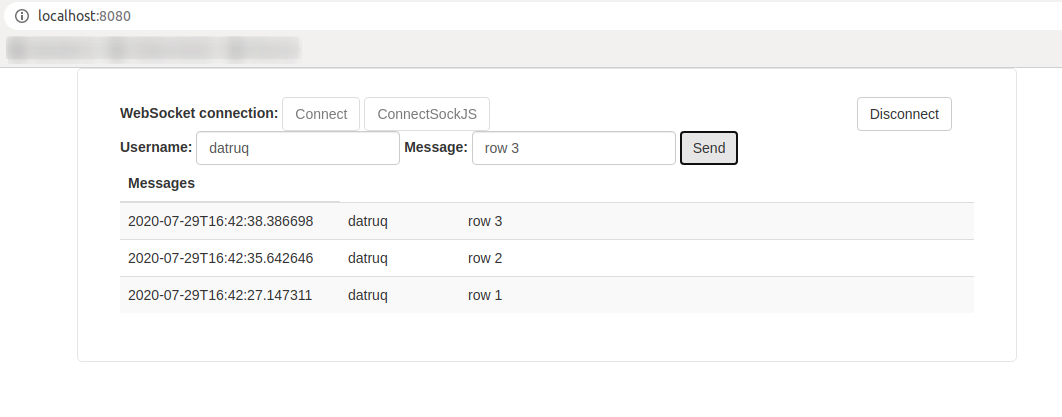 localhost:8080
WebSocket connection: Connect ConnectSockJS Disconnect
Username: datruq Message: row 3 Send
Messages
2020-07-29T16:42:38.386698 datruq row 3
2020-07-29T16:42:35.642646 datruq row 2
2020-07-29T16:42:27.147311 datruq row 1